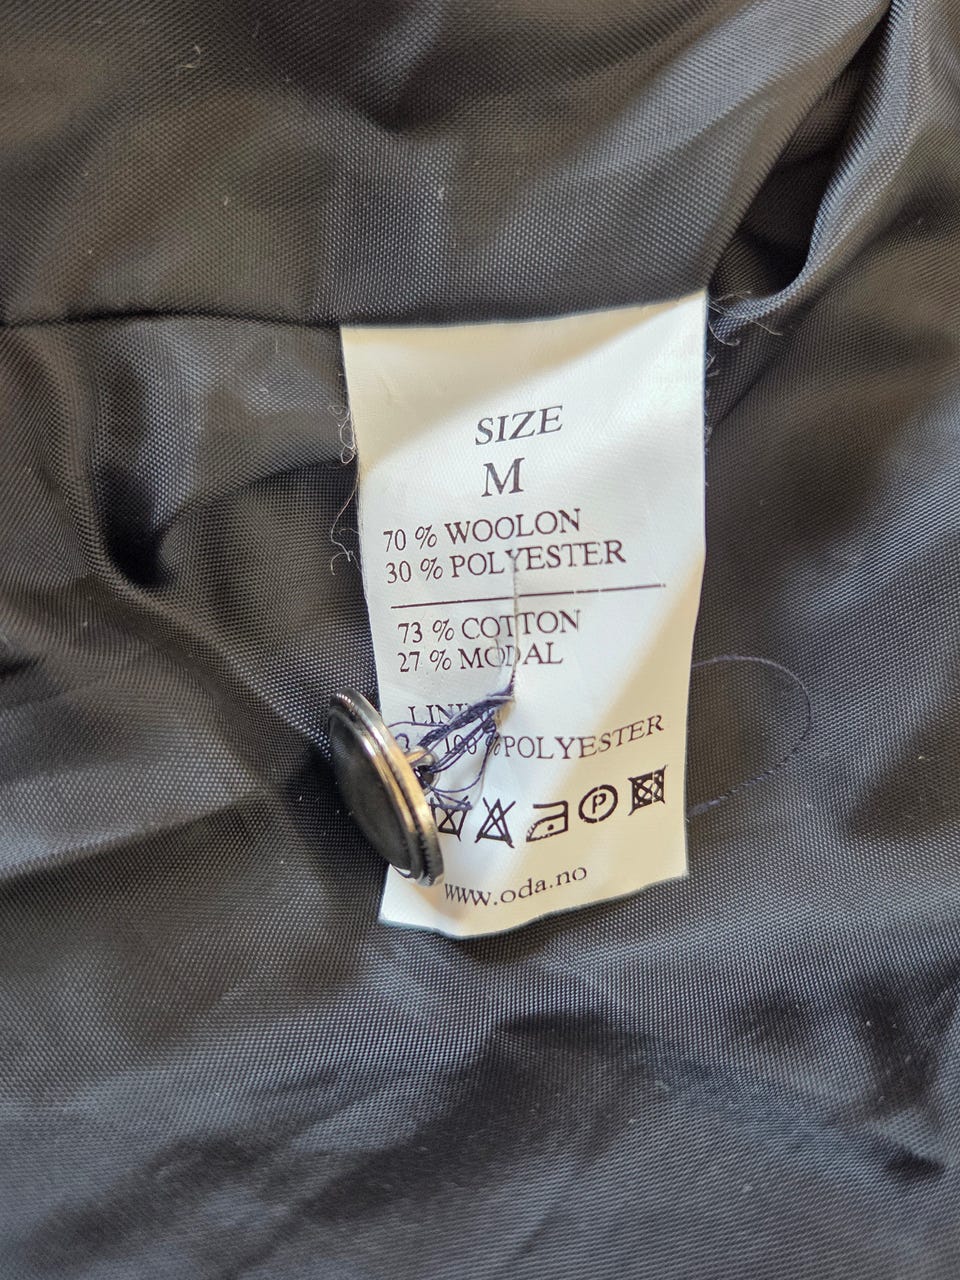 SIZE
M
70 % WOOLON
30 % POLYESTER
73 % COTTON
27 % MODAL
100 % POLYESTER
P
www.oda.no